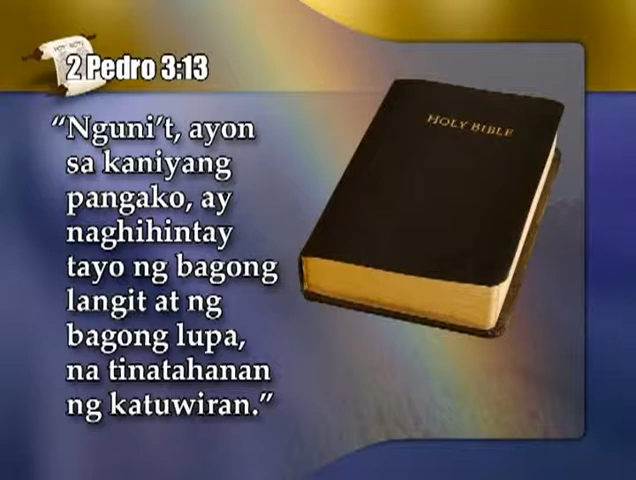 2 Pedro 3:13
“Nguni’t, ayon
sa kaniyang
pangako, ay
naghihintay
tayo ng bagong
langit at ng
bagong lupa,
na tinatahanan
ng katuwiran.”
HOLY BIBLE